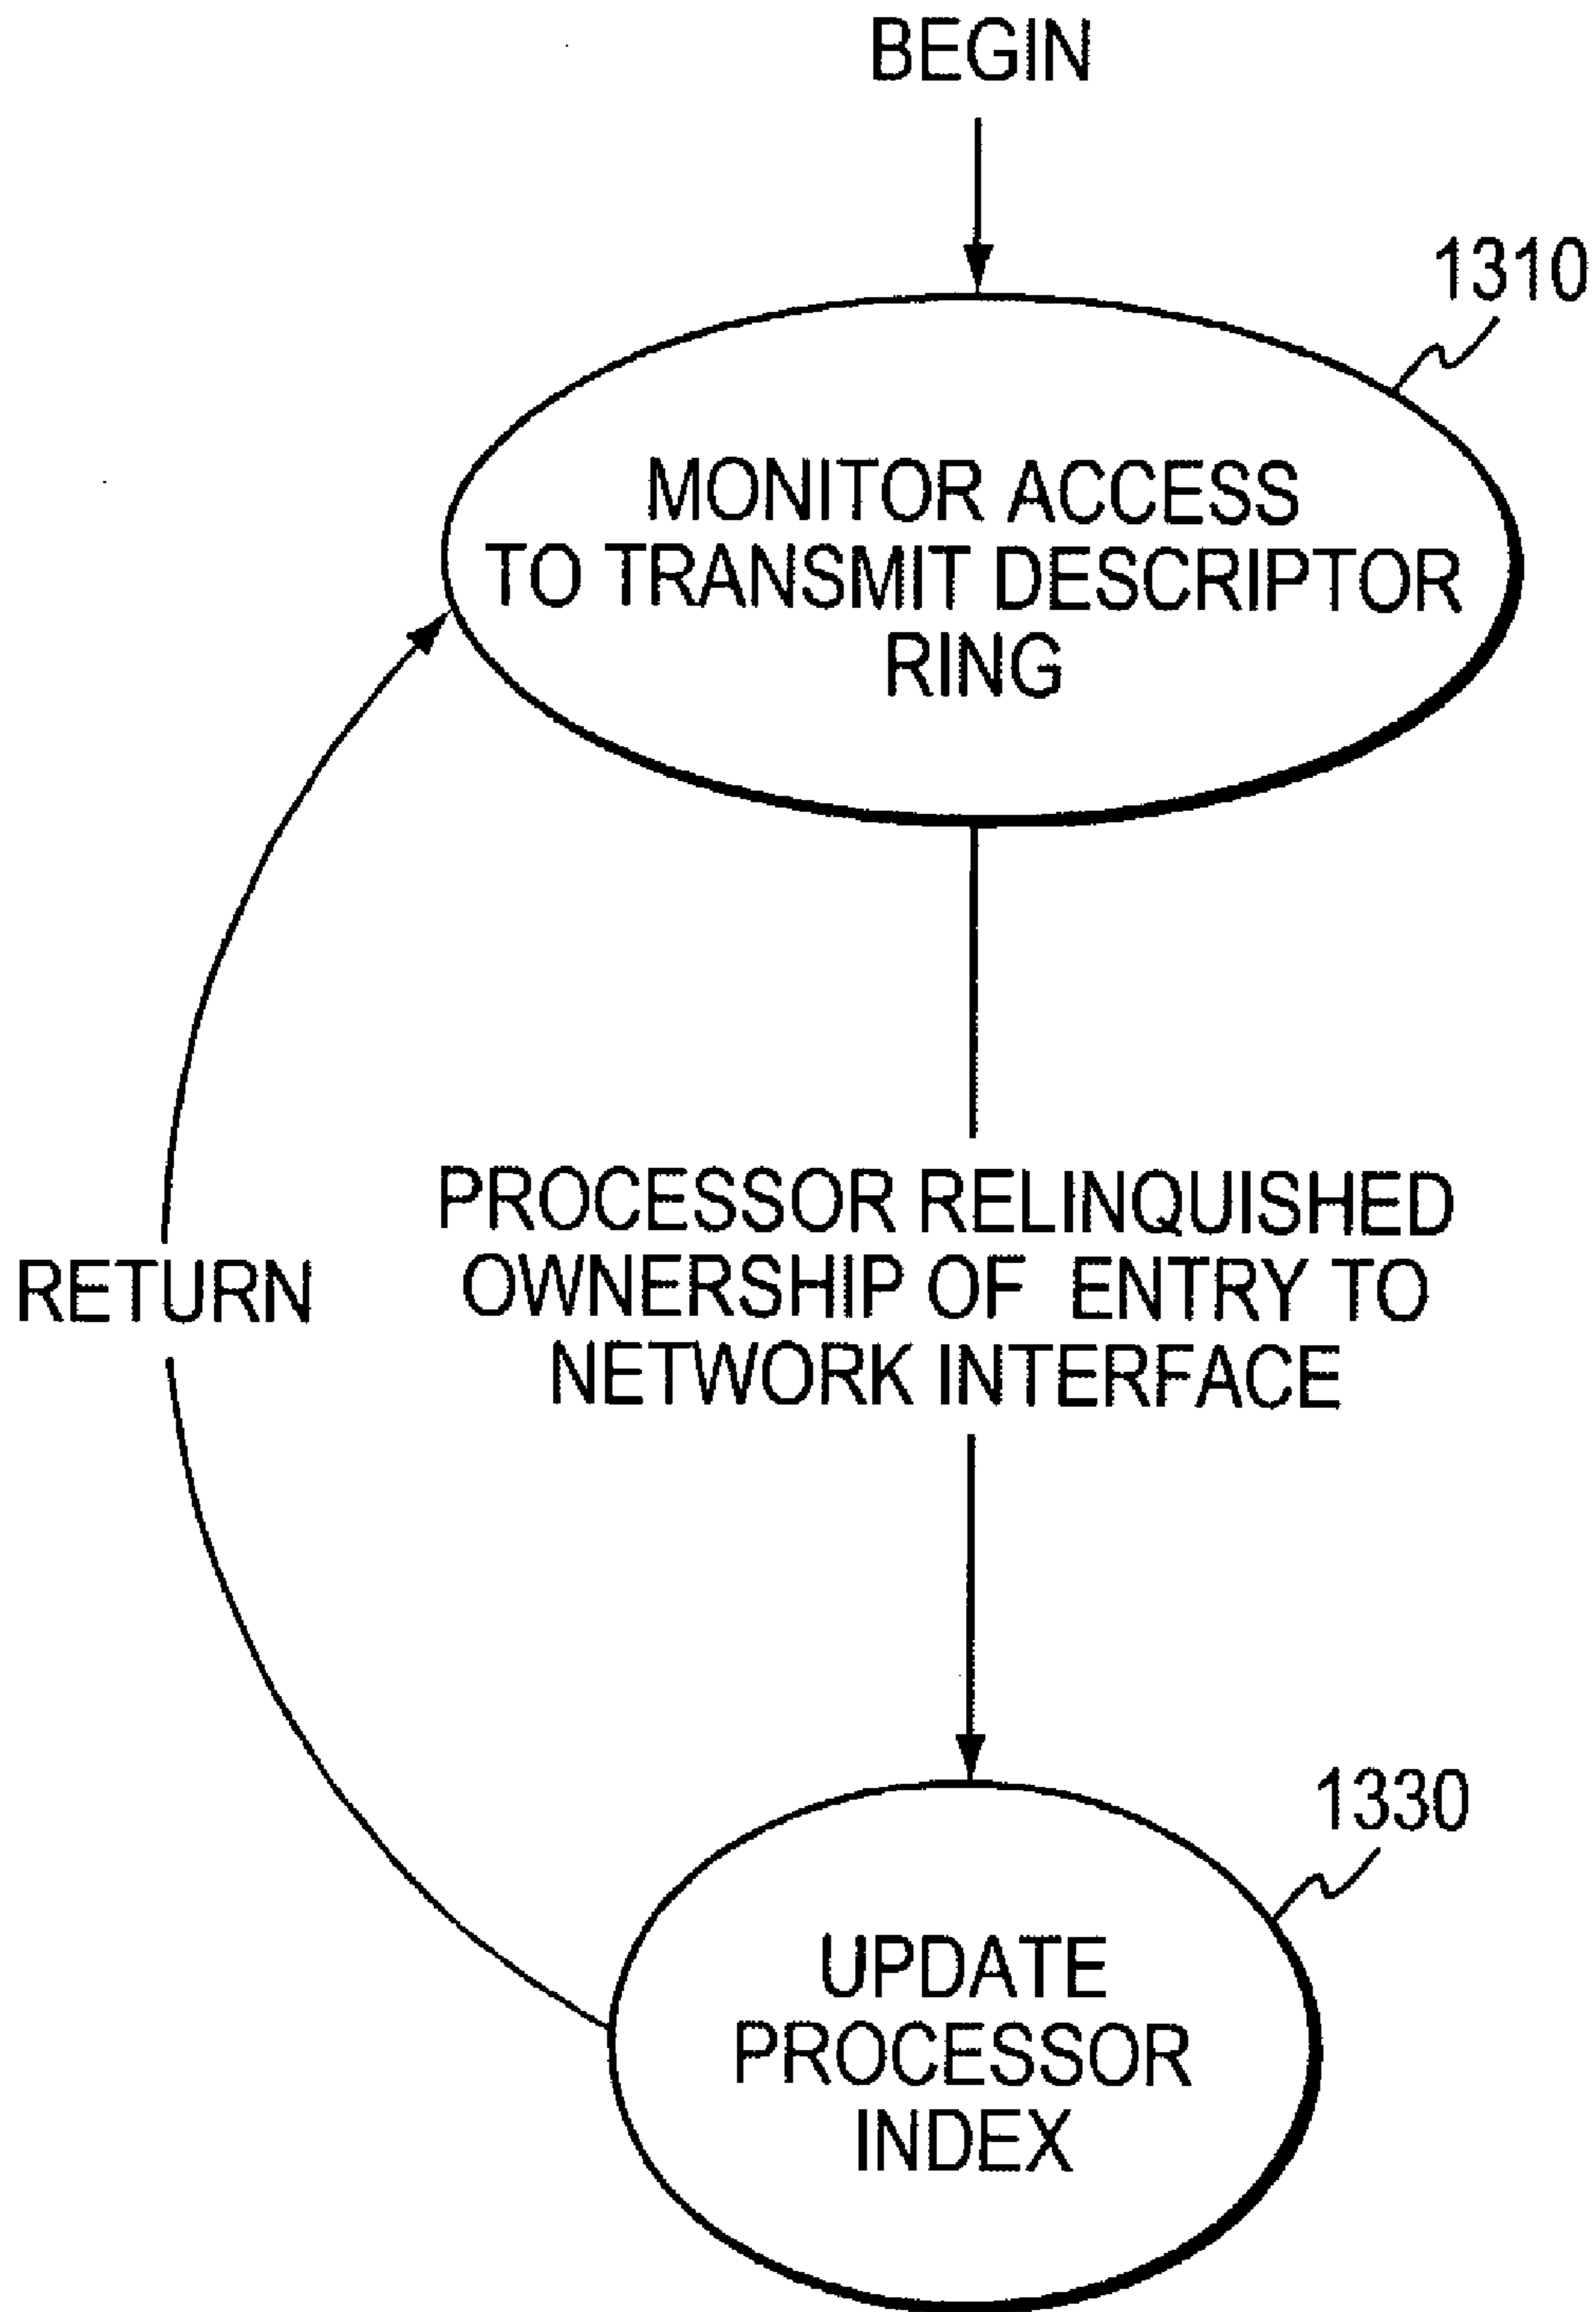 BEGIN
1310
MONITOR ACCESS
TO TRANSMIT DESCRIPTOR
RING
PROCESSOR RELINQUISHED
OWNERSHIP OF ENTRY TO
NETWORK INTERFACE
RETURN
1330
UPDATE
PROCESSOR
INDEX